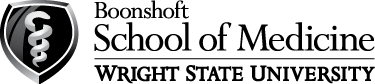 Boonshoft
School of Medicine
WRIGHT STATE UNIVERSITY